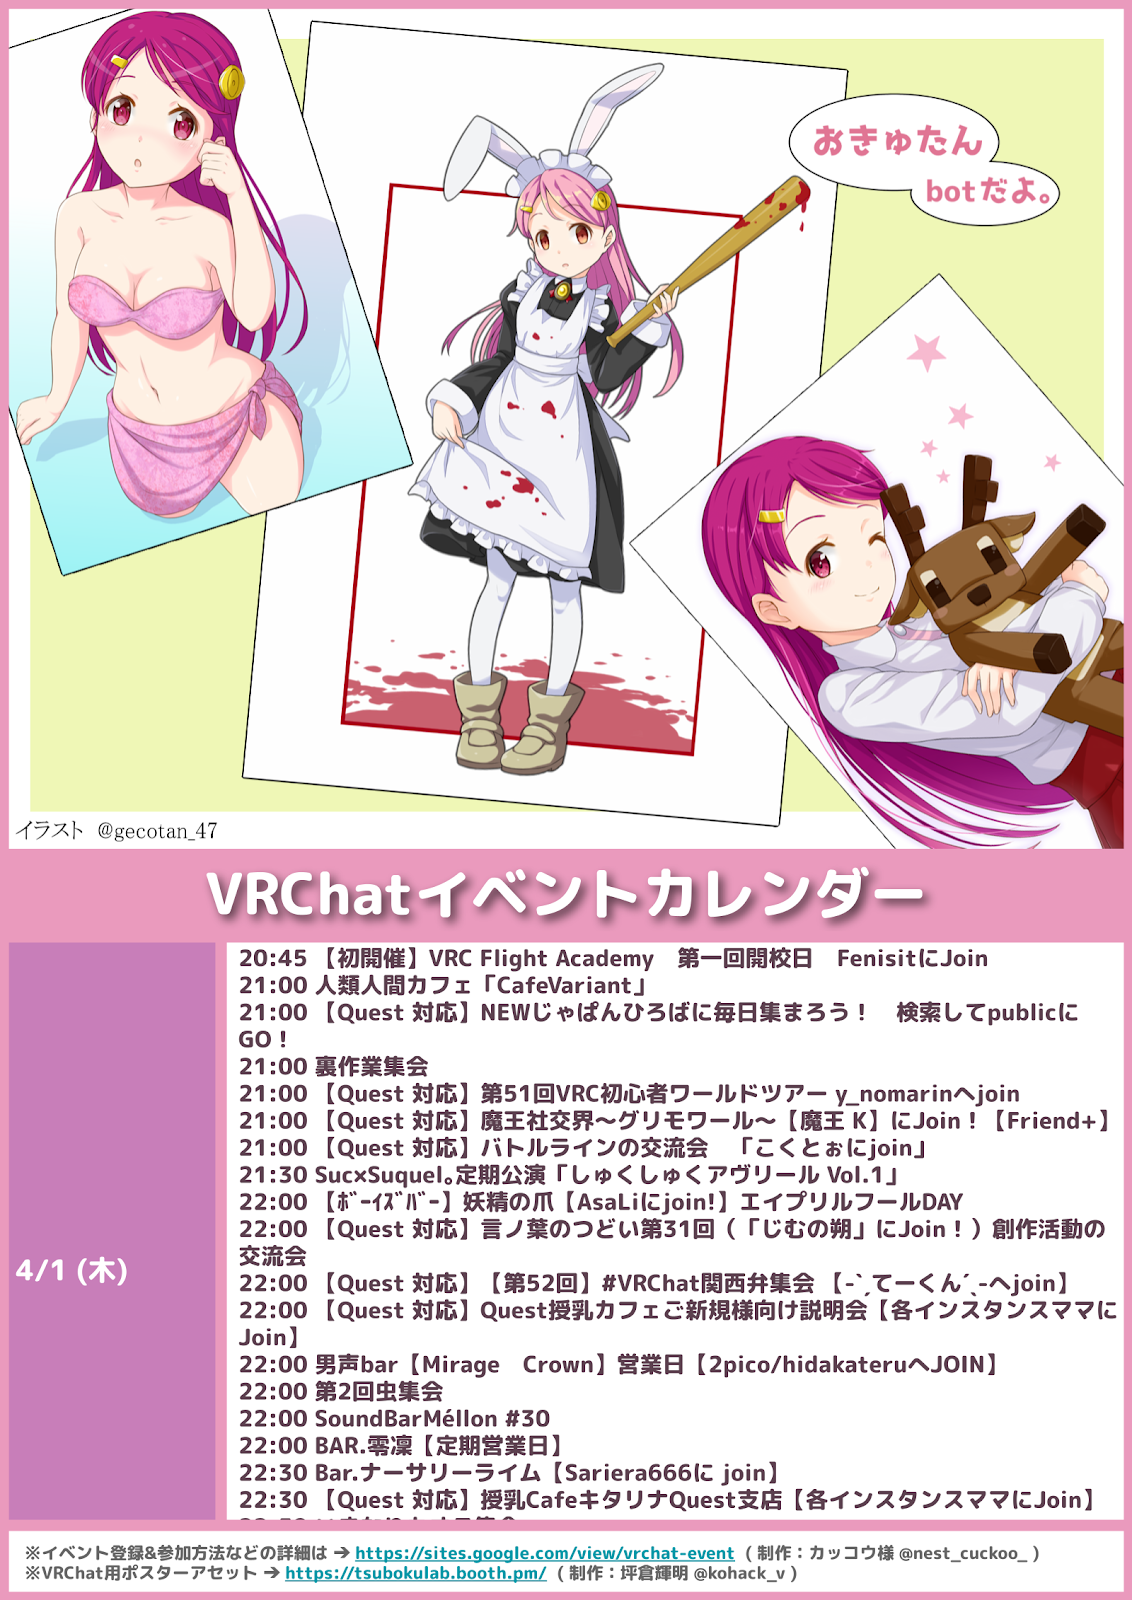 おきゅたん
botだよ。
イラスト @gecotan_47
VRChatイベントカレンダー
4/1 (木)
20:45 【初開催】VRC Flight Academy　第一回開校日　FenisitにJoin
21:00 人類人間カフェ「CafeVariant」
21:00 【Quest 対応】NEWじゃぱんひろばに毎日集まろう！　検索してpublicに
GO！
21:00 裏作業集会
21:00 【Quest 対応】第51回VRC初心者ワールドツアー y_nomarinへjoin
21:00 【Quest 対応】魔王社交界～グリモワール～【魔王 K】にJoin！【Friend+】
21:00 【Quest 対応】バトルラインの交流会　「こくとぉにjoin」
21:30 Suc×Suquel｡定期公演「しゅくしゅくアヴリール Vol.1」
22:00 【ﾎﾞｰｲｽﾞﾊﾞｰ】妖精の爪【AsaLiにjoin!】エイプリルフールDAY
22:00 【Quest 対応】言ノ葉のつどい第31回（「じむの朔」にJoin！）創作活動の
交流会
22:00 【Quest 対応】【第52回】#VRChat関西弁集会 【-ˋˏてーくんˊˎ-へjoin】
22:00 【Quest 対応】Quest授乳カフェご新規様向け説明会【各インスタンスママに
Join】
22:00 男声bar【Mirage　Crown】営業日【2pico/hidakateruへJOIN】
22:00 第2回虫集会
22:00 SoundBarMéllon #30
22:00 BAR.零凜【定期営業日】
22:30 Bar.ナーサリーライム【Sariera666に join】
22:30 【Quest 対応】授乳CafeキタリナQuest支店【各インスタンスママにJoin】
※イベント登録&参加方法などの詳細は ➔ https://sites.google.com/view/vrchat-event （ 制作：カッコウ様 @nest_cuckoo_ ）
※VRChat用ポスターアセット ➔ https://tsubokulab.booth.pm/ （ 制作：坪倉輝明 @kohack_v ）